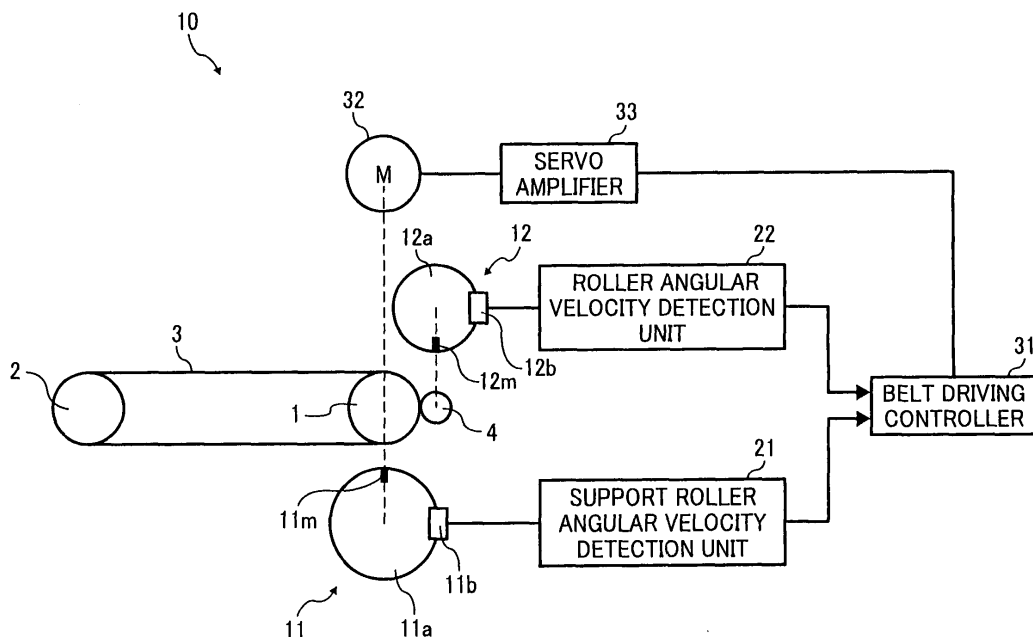 10
32
33
M
SERVO
AMPLIFIER
12a
12
22
ROLLER ANGULAR
VELOCITY DETECTION
UNIT
12m
12b
3
2
1
4
31
BELT DRIVING
CONTROLLER
21
SUPPORT ROLLER
ANGULAR VELOCITY
DETECTION UNIT
11m
11b
11
11a